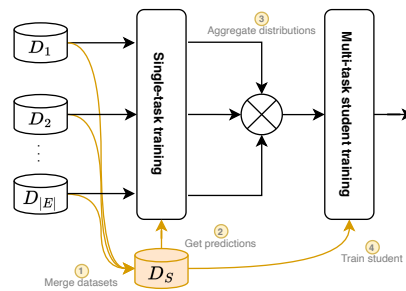 3
Aggregate distributions
D1
D2
⋮
D|E|
Single-task training
Multi-task student
training
2
Get predictions
4
Train student
1
Merge datasets
DS